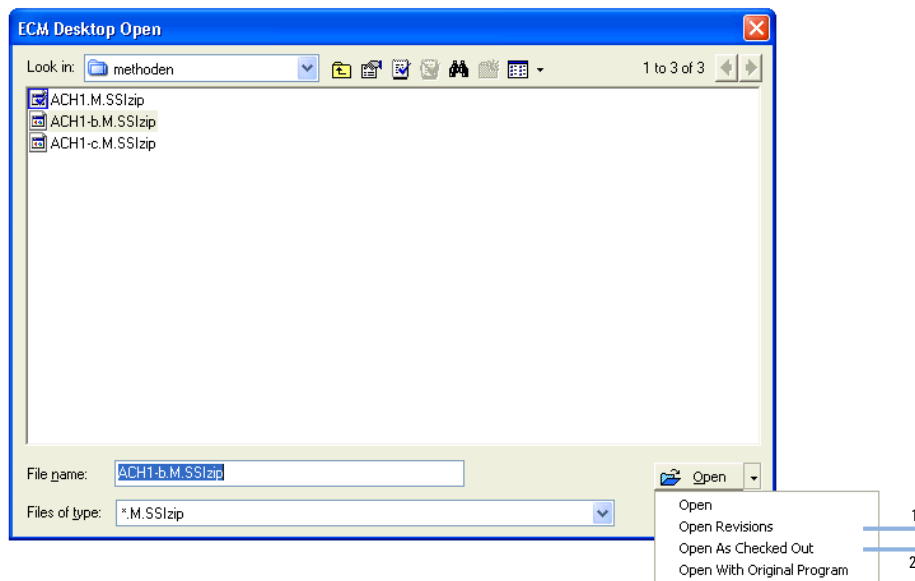 ECM Desktop Open
Look in: methoden 1 to 3 of 3
ACH1.M.SSIzip
ACH1-b.M.SSIzip
ACH1-c.M.SSIzip
File name: ACH1-b.M.SSIzip Open
Files of type: *.M.SSIzip
Open
Open Revisions 1
Open As Checked Out
Open With Original Program 2